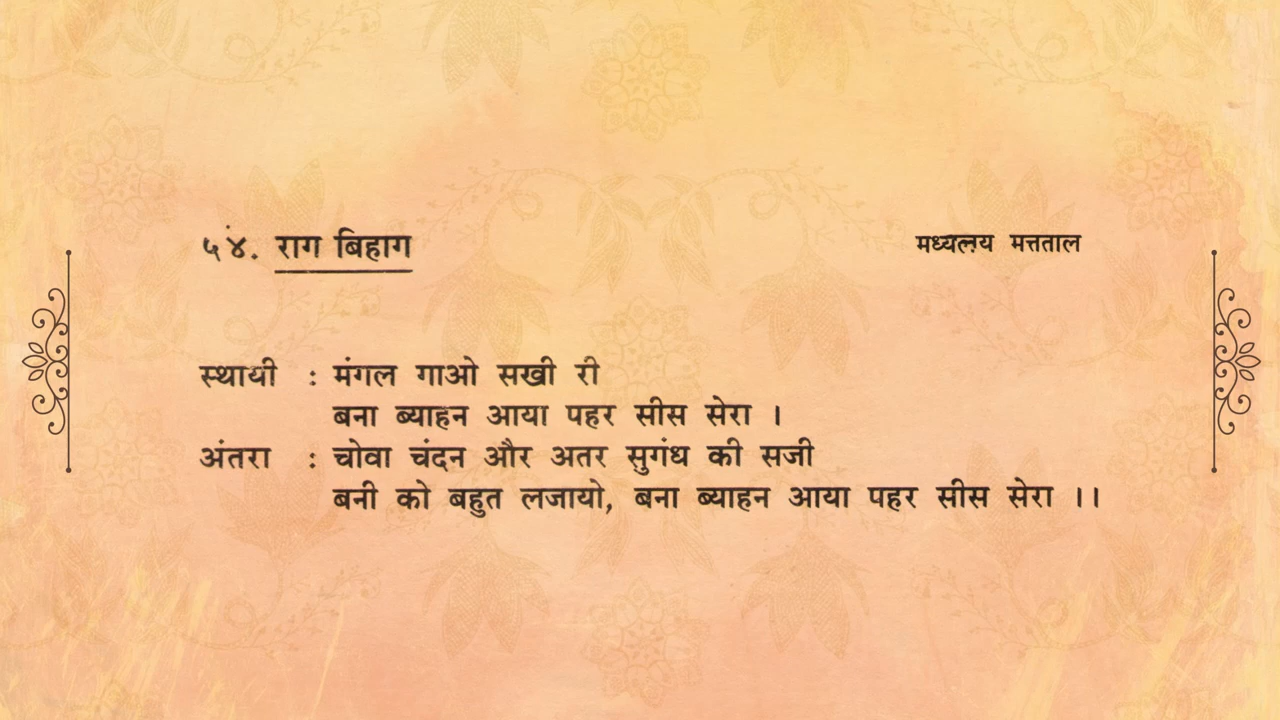 ५४. राग बिहाग मध्यलय मत्तताल
स्थायी : मंगल गाओ सखी री
बना ब्याहन आया पहर सीस सेरा ।
अंतरा : चोवा चंदन और अतर सुगंध की सजी
बनी को बहुत लजायो, बना ब्याहन आया पहर सीस सेरा ।।